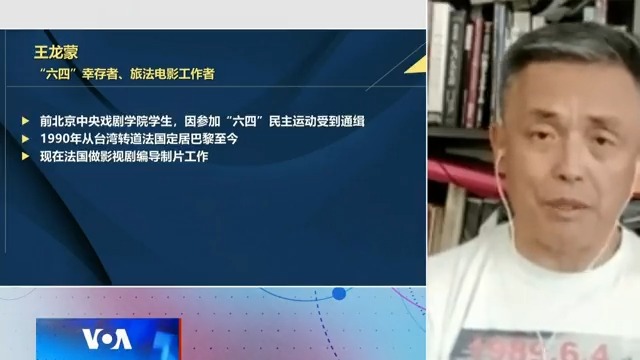 王龙蒙
“六四”幸存者、旅法电影工作者
前北京中央戏剧学院学生，因参加“六四”民主运动受到通缉
1990年从台湾转道法国定居巴黎至今
现在法国做影视剧编导制片工作
VOA
1989.6.4